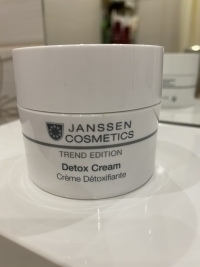 JANSSEN
COSMETICS
TREND EDITION
Detox Cream
Crème Détoxifiante